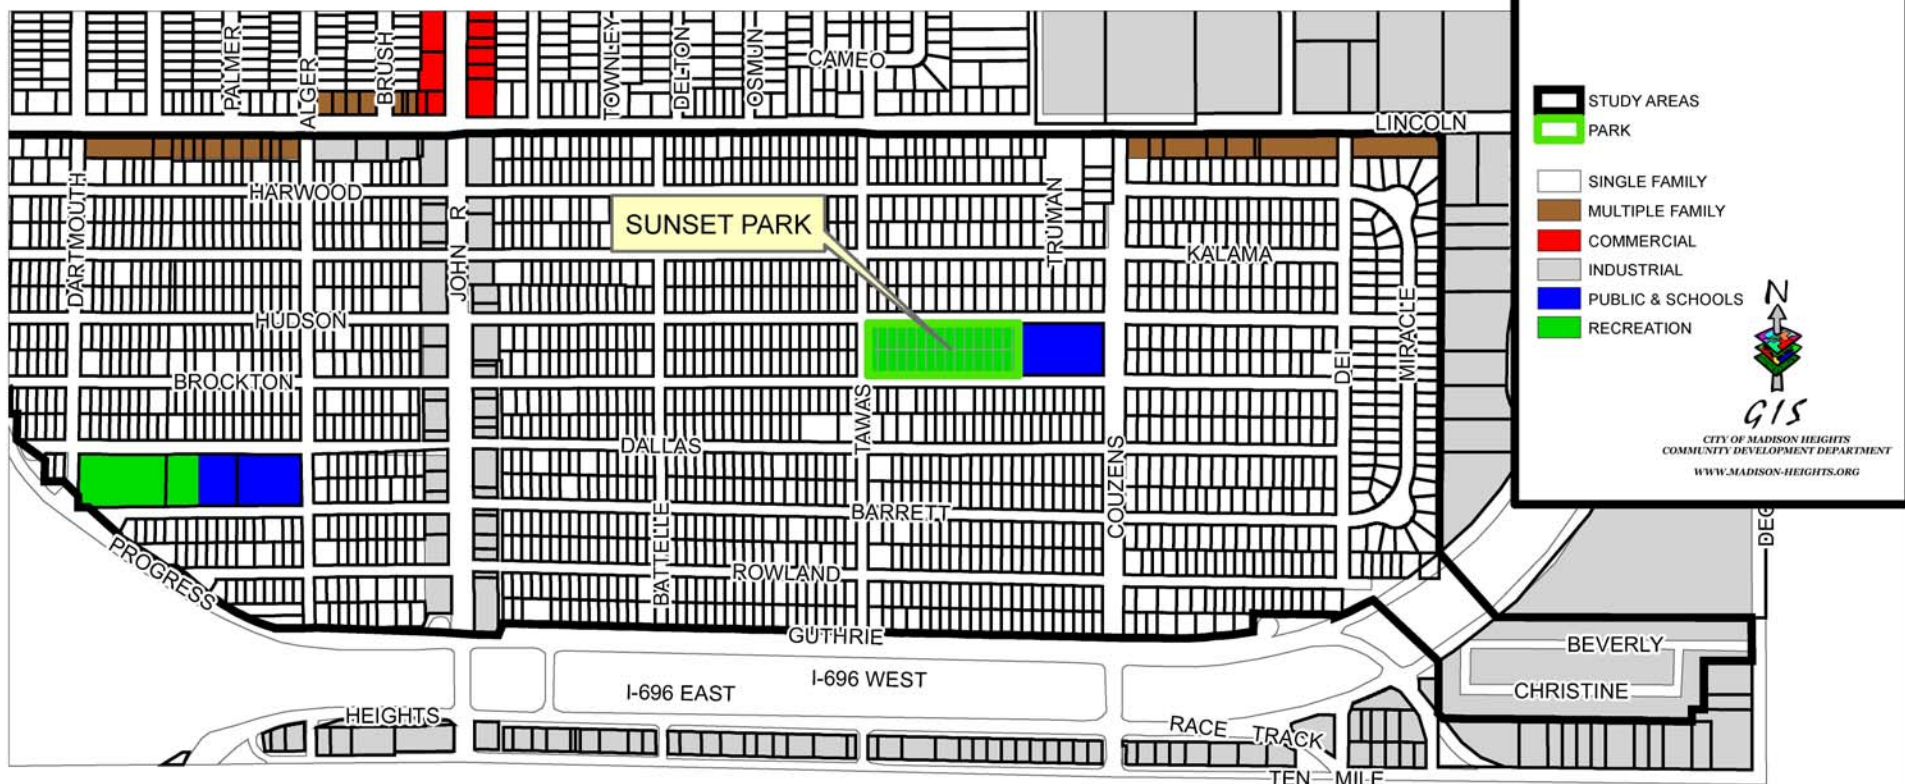 PALMER
ALGER
BRUSH
TOWNLEY
DELTON
OSMUN
CAMEO
LINCOLN
DARTMOUTH
HARWOOD
JOHN R
SUNSET PARK
TRUMAN
KALAMA
HUDSON
MIRACLE
DEI
BROCKTON
TAWAS
DALLAS
COUZENS
BATTELLE
BARRETT
PROGRESS
ROWLAND
GUTHRIE
I-696 WEST
I-696 EAST
HEIGHTS
RACE TRACK
TEN MILE
BEVERLY
CHRISTINE
STUDY AREAS
PARK
SINGLE FAMILY
MULTIPLE FAMILY
COMMERCIAL
INDUSTRIAL
PUBLIC & SCHOOLS
RECREATION
N
GIS
CITY OF MADISON HEIGHTS
COMMUNITY DEVELOPMENT DEPARTMENT
WWW.MADISON-HEIGHTS.ORG